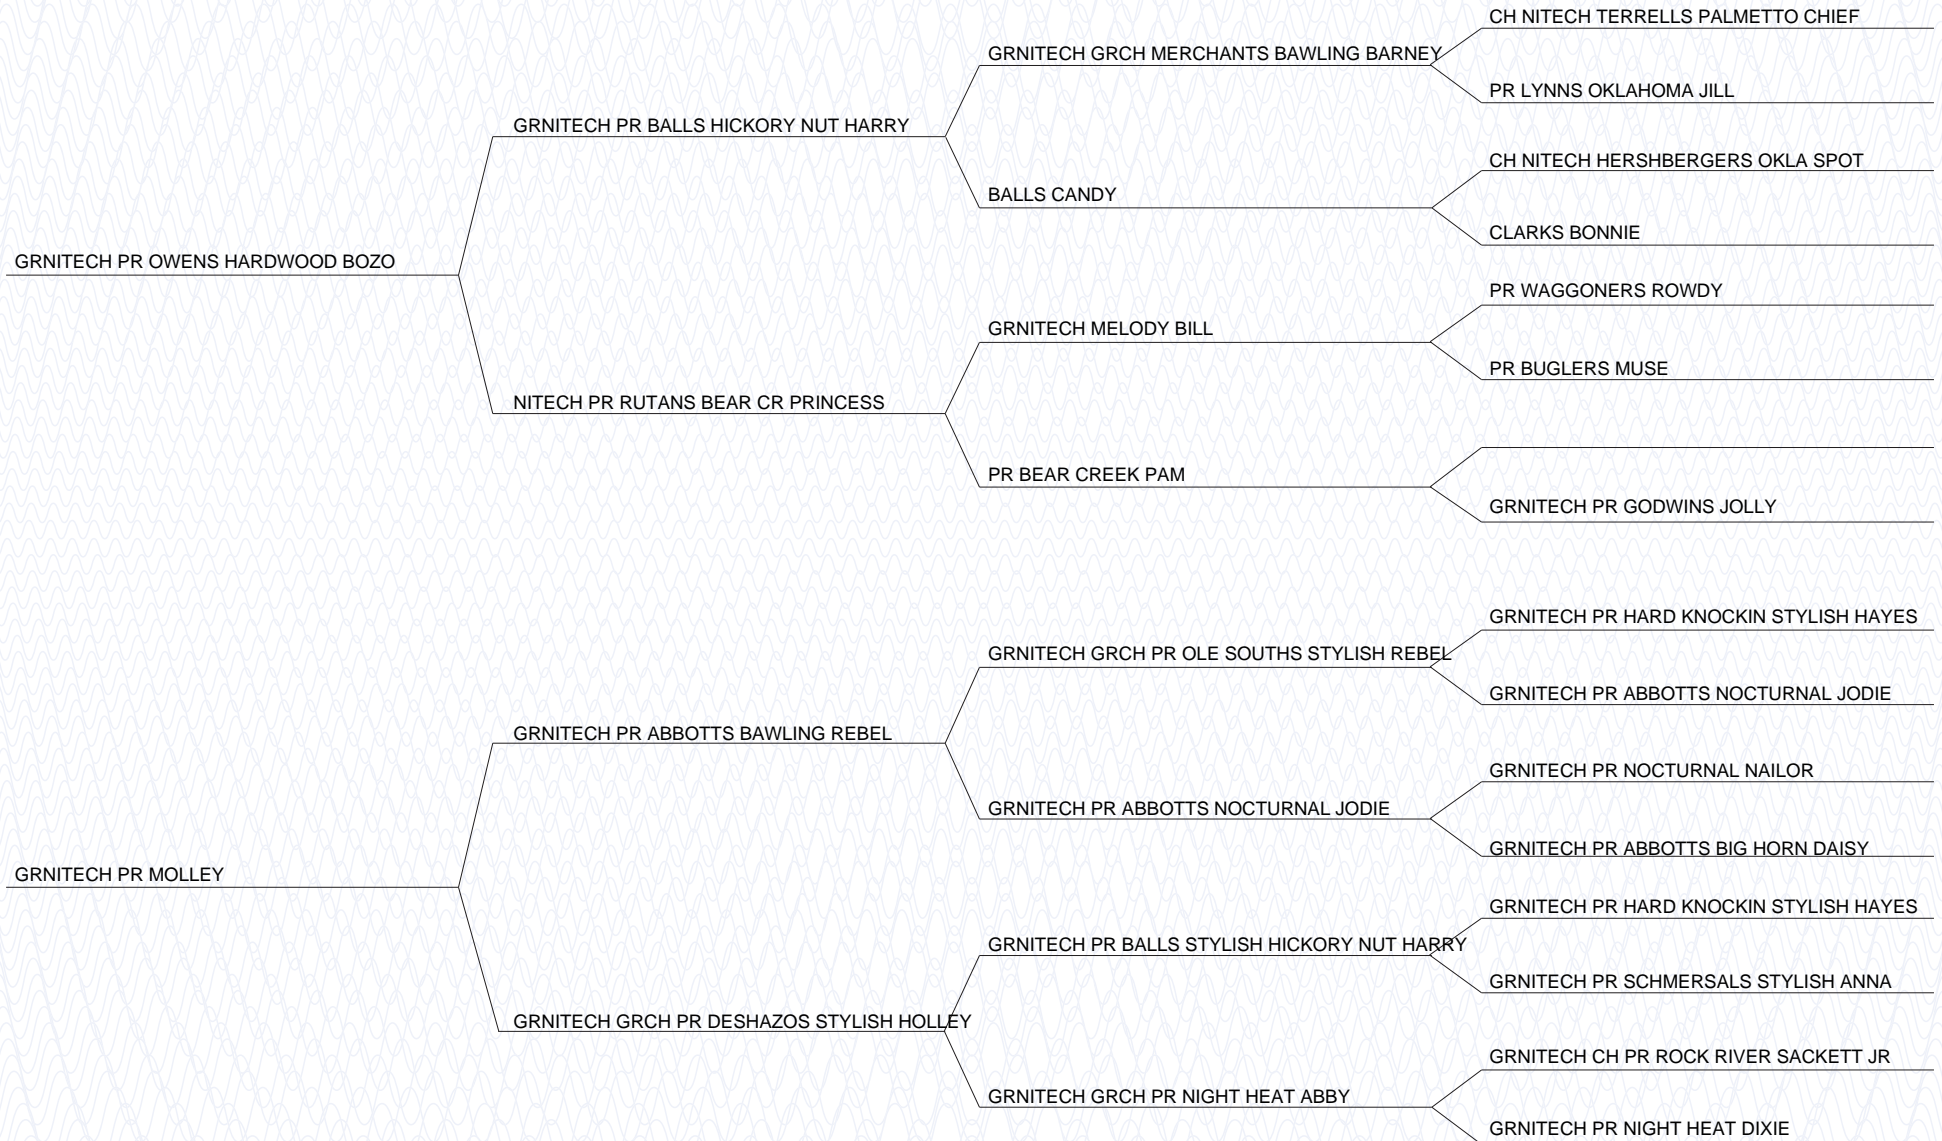 CH NITECH TERRELLS PALMETTO CHIEF
GRNITECH GRCH MERCHANTS BAWLING BARNEY
PR LYNNS OKLAHOMA JILL
GRNITECH PR BALLS HICKORY NUT HARRY
CH NITECH HERSHBERGERS OKLA SPOT
BALLS CANDY
CLARKS BONNIE
GRNITECH PR OWENS HARDWOOD BOZO
PR WAGGONERS ROWDY
GRNITECH MELODY BILL
PR BUGLERS MUSE
NITECH PR RUTANS BEAR CR PRINCESS
PR BEAR CREEK PAM
GRNITECH PR GODWINS JOLLY
GRNITECH PR HARD KNOCKIN STYLISH HAYES
GRNITECH GRCH PR OLE SOUTHS STYLISH REBEL
GRNITECH PR ABBOTTS NOCTURNAL JODIE
GRNITECH PR ABBOTTS BAWLING REBEL
GRNITECH PR NOCTURNAL NAILOR
GRNITECH PR ABBOTTS NOCTURNAL JODIE
GRNITECH PR ABBOTTS BIG HORN DAISY
GRNITECH PR MOLLEY
GRNITECH PR HARD KNOCKIN STYLISH HAYES
GRNITECH PR BALLS STYLISH HICKORY NUT HARRY
GRNITECH PR SCHMERSALS STYLISH ANNA
GRNITECH GRCH PR DESHAZOS STYLISH HOLLEY
GRNITECH CH PR ROCK RIVER SACKETT JR
GRNITECH GRCH PR NIGHT HEAT ABBY
GRNITECH PR NIGHT HEAT DIXIE